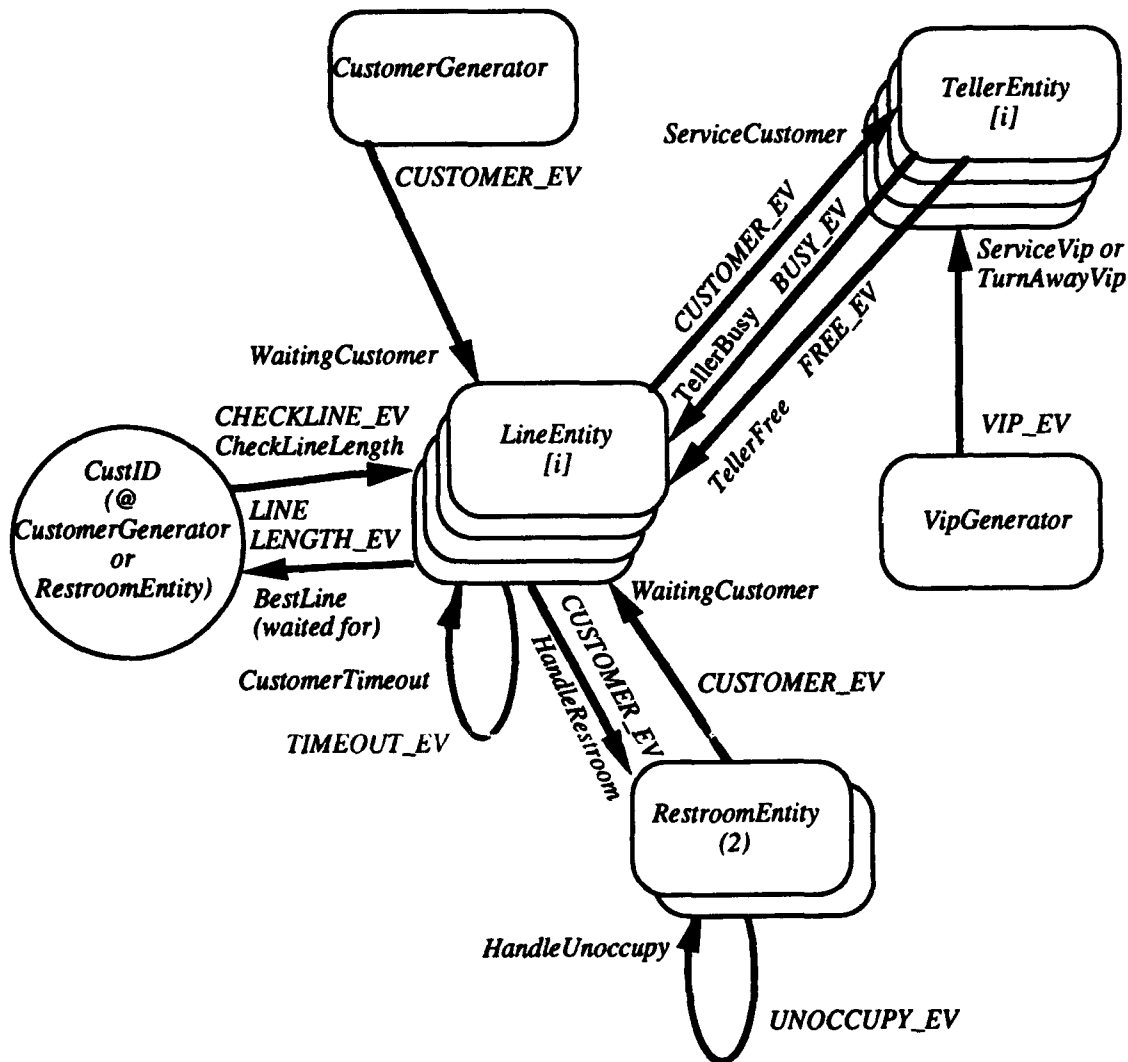 CustomerGenerator
TellerEntity
[i]
ServiceCustomer
CUSTOMER_EV
CUSTOMER_EV
BUSY_EV
TellerBusy
FREE_EV
TellerFree
ServiceVip or
TurnAwayVip
WaitingCustomer
CHECKLINE_EV
CheckLineLength
LineEntity
[i]
VIP_EV
VipGenerator
CustID
(@
CustomerGenerator
or
RestroomEntity)
LINE
LENGTH_EV
BestLine
(waited for)
WaitingCustomer
CUSTOMER_EV
HandleRestroom
CustomerTimeout
TIMEOUT_EV
CUSTOMER_EV
RestroomEntity
(2)
HandleUnoccupy
UNOCCUPY_EV